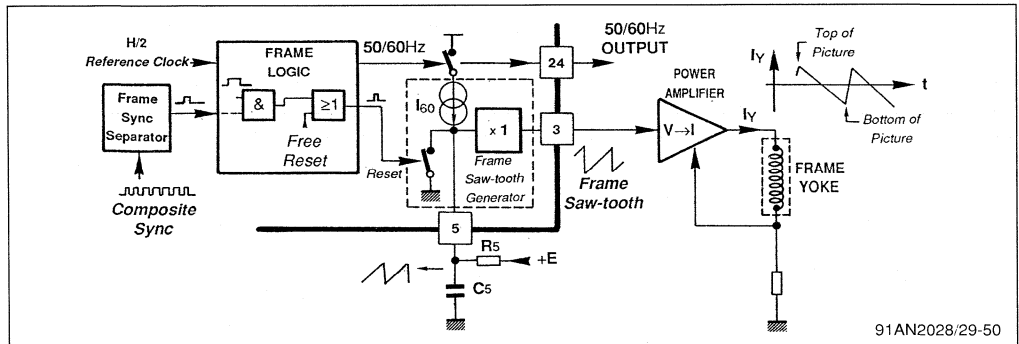 H/2
Reference Clock
Frame
Sync
Separator
Composite
Sync
FRAME
LOGIC
&
≥1
Free
Reset
50/60Hz
I60
Reset
x 1
Frame
Saw-tooth
Generator
24
50/60Hz
OUTPUT
3
Frame
Saw-tooth
5
R5
+E
C5
POWER
AMPLIFIER
V→I
IY
FRAME
YOKE
IY
Top of
Picture
t
Bottom of
Picture
91AN2028/29-50